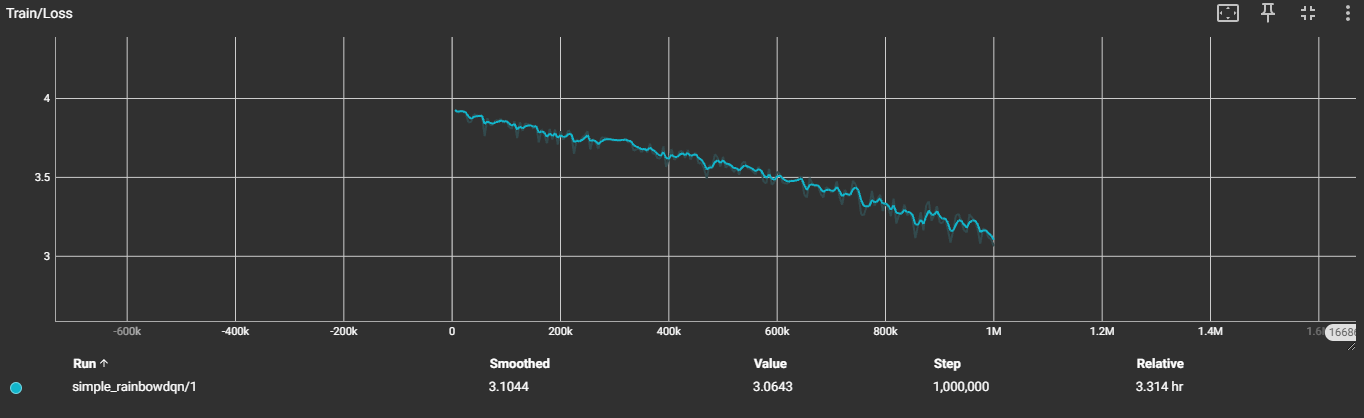 Train/Loss
4
3.5
3
-600k -400k -200k 0 200k 400k 600k 800k 1M 1.2M 1.4M
Run ↑ Smoothed Value Step Relative
simple_rainbowdqn/1 3.1044 3.0643 1,000,000 3.314 hr